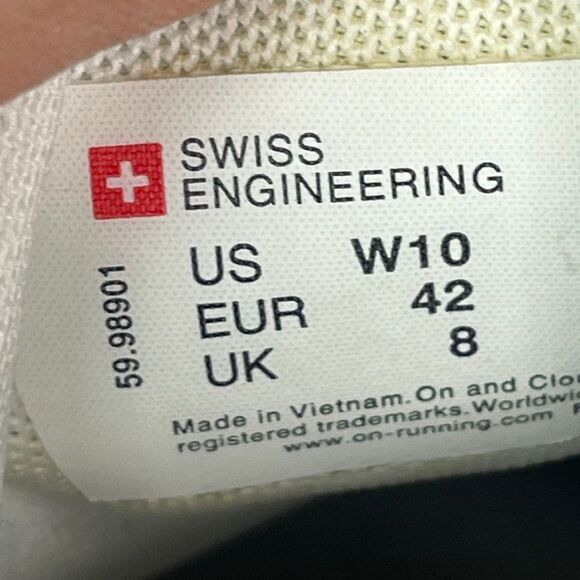 SWISS
ENGINEERING
US W10
EUR 42
UK 8
59.98901
Made in Vietnam. On and
registered trademarks. Worldwi
www.on-running.com